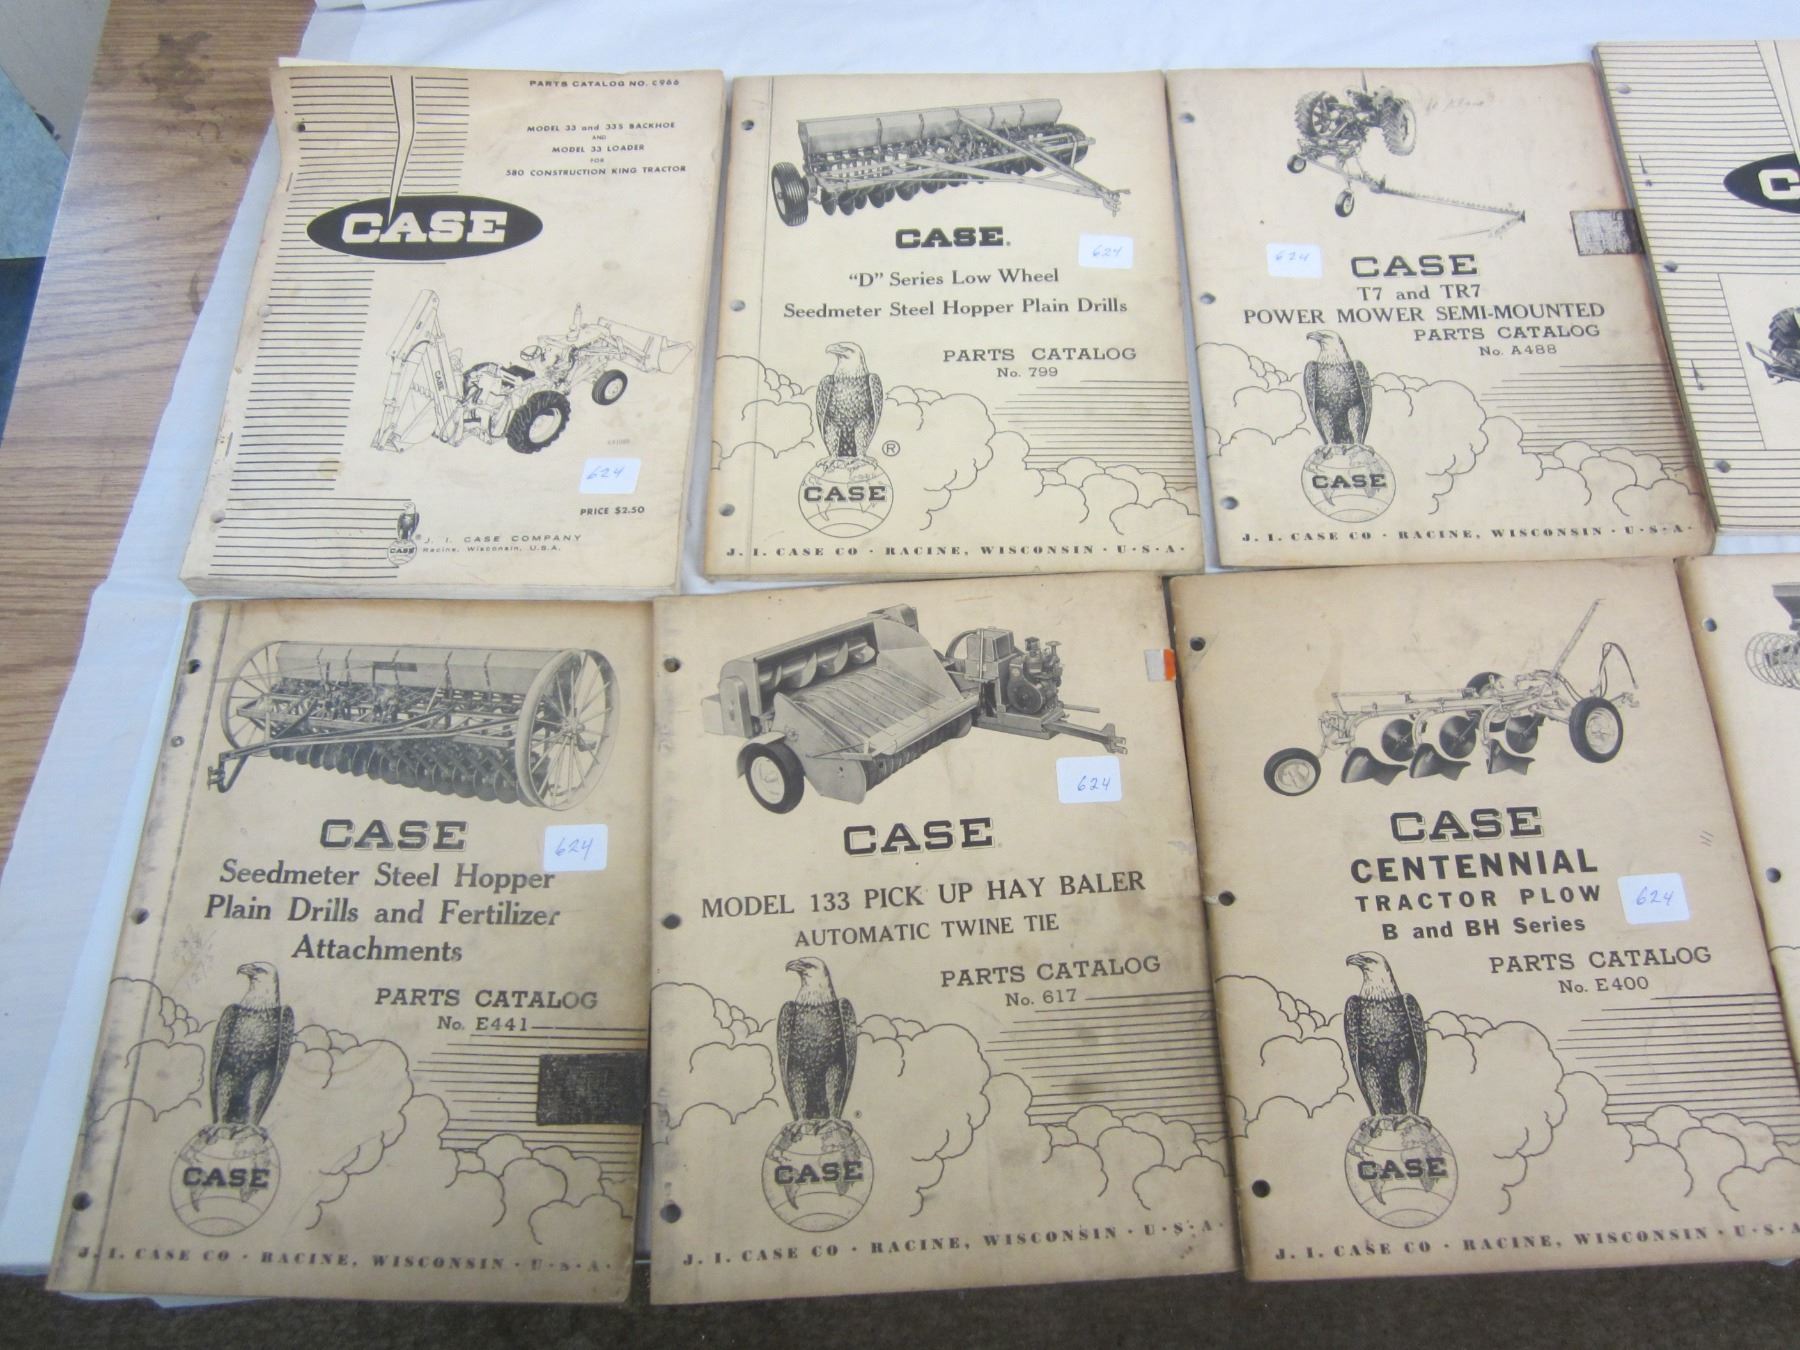 PARTS CATALOG NO. C966
MODEL 33 and 33S BACKHOE
AND
MODEL 33 LOADER
FOR
580 CONSTRUCTION KING TRACTOR
CASE
CASE
624
PRICE $2.50
CASE
® J. I. CASE COMPANY
Racine, Wisconsin, U.S.A.
CASE®
624
"D" Series Low Wheel
Seedmeter Steel Hopper Plain Drills
PARTS CATALOG
No. 799
®
CASE
J. I. CASE CO · RACINE, WISCONSIN · U·S·A·
624
CASE
T7 and TR7
POWER MOWER SEMI-MOUNTED
PARTS CATALOG
No. A488
CASE
J. I. CASE CO · RACINE, WISCONSIN · U·S·A·
CASE
624
Seedmeter Steel Hopper
Plain Drills and Fertilizer
Attachments
PARTS CATALOG
No. E441
CASE
J. I. CASE CO · RACINE, WISCONSIN · U·S·A·
624
CASE®
MODEL 133 PICK UP HAY BALER
AUTOMATIC TWINE TIE
PARTS CATALOG
No. 617
®
CASE
J. I. CASE CO · RACINE, WISCONSIN · U·S·A
CASE
CENTENNIAL
TRACTOR PLOW
624
B and BH Series
PARTS CATALOG
No. E400
CASE
J. I. CASE CO · RACINE, WISCONSIN · U·S·A
C